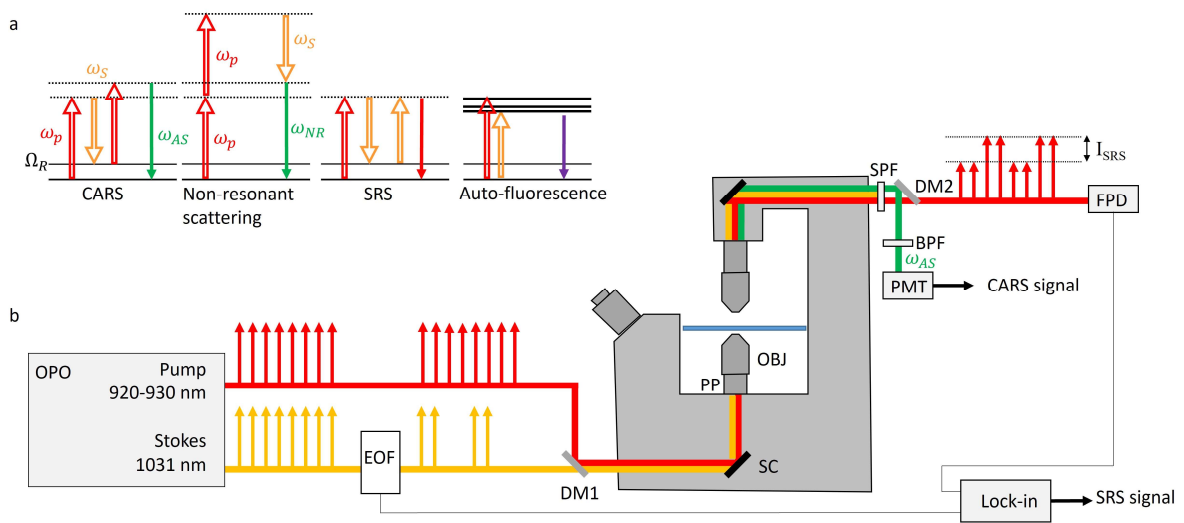 a
ω_S
ω_p
ω_AS
Ω_R
CARS
ω_p
ω_S
ω_p
ω_NR
Non-resonant
scattering
SRS
Auto-fluorescence
b
OPO
Pump
920-930 nm
Stokes
1031 nm
EOF
DM1
SC
PP
OBJ
SPF
DM2
I_SRS
FPD
BPF
ω_AS
PMT
CARS signal
Lock-in
SRS signal